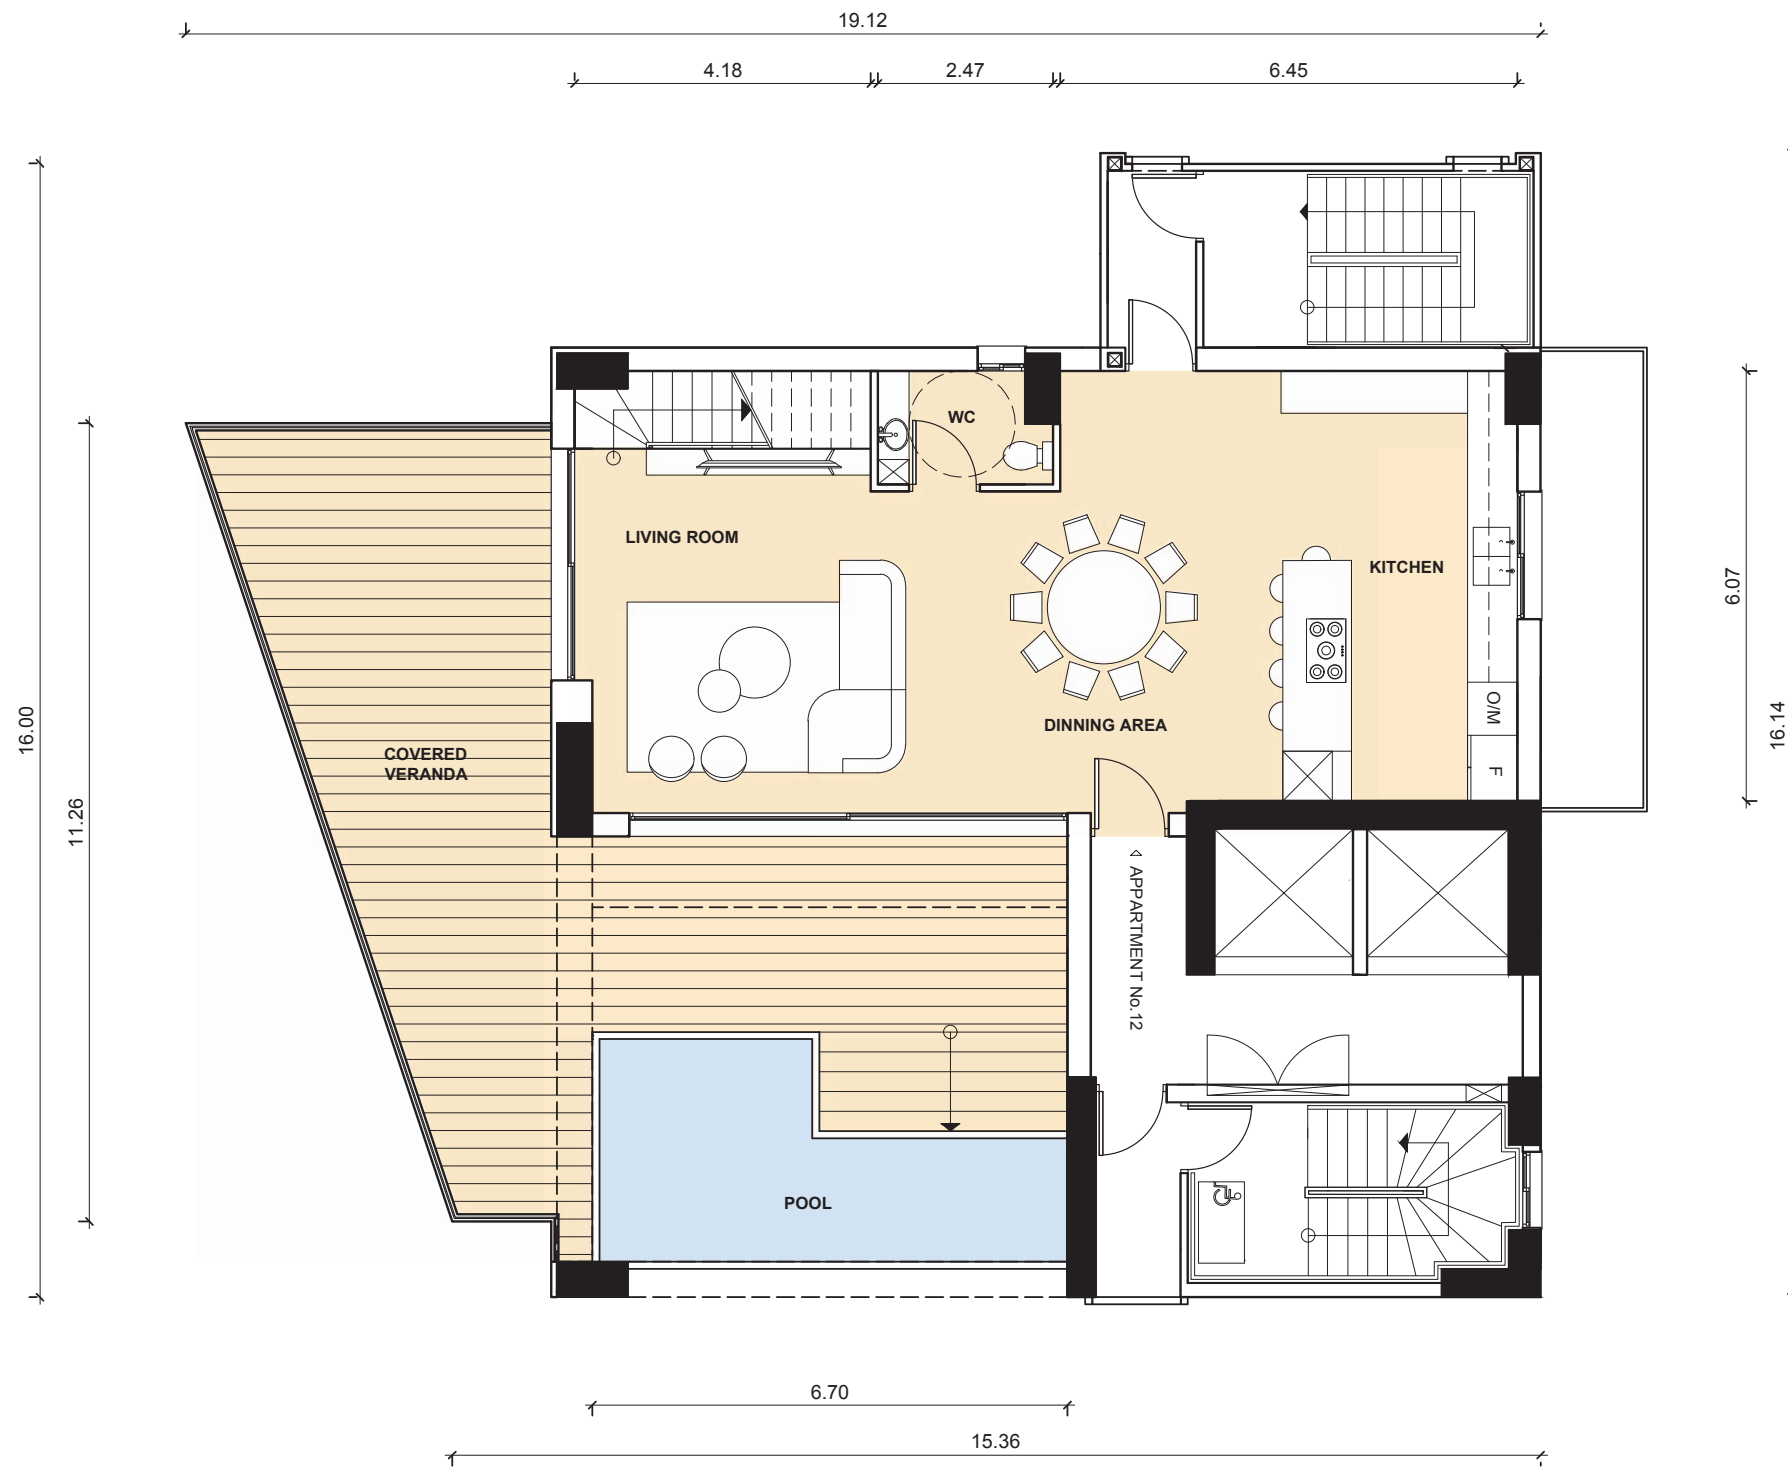 19.12
4.18
2.47
6.45
WC
LIVING ROOM
KITCHEN
6.07
O/M
16.00
16.14
DINNING AREA
COVERED
VERANDA
F
11.26
APPARTMENT No.12
POOL
6.70
15.36